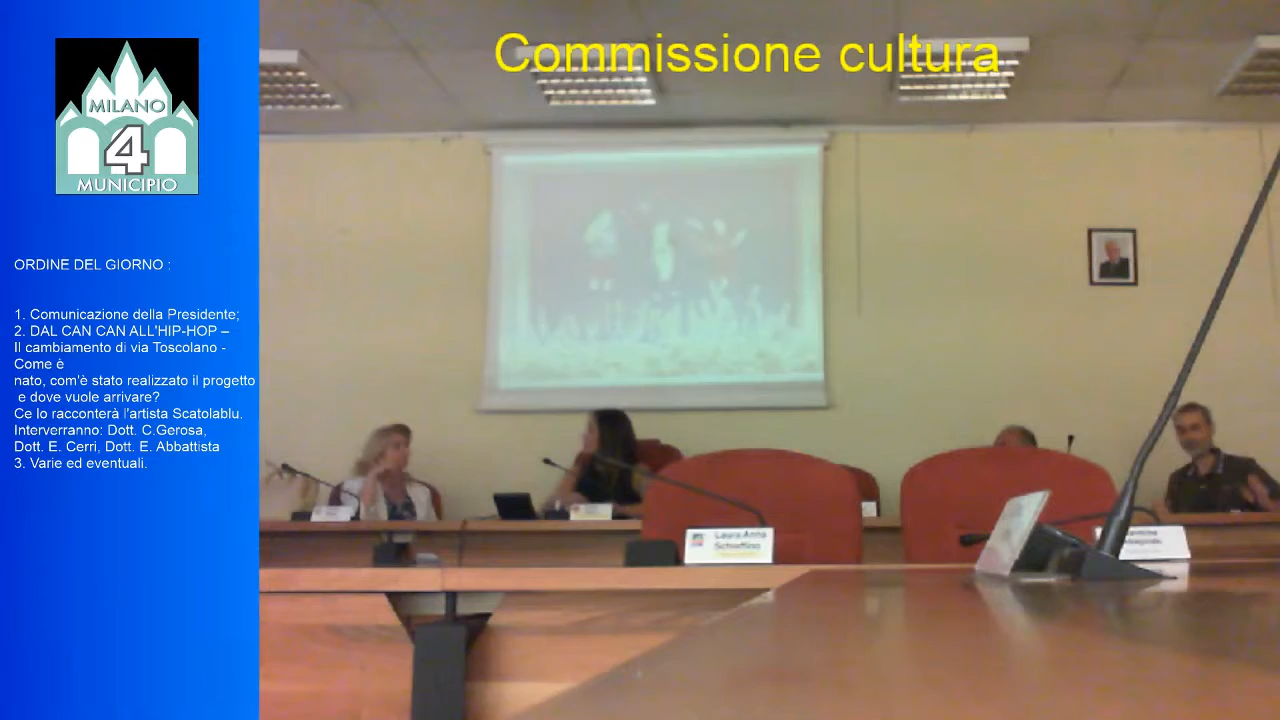 Commissione cultura
MILANO
4
MUNICIPIO
ORDINE DEL GIORNO :
1. Comunicazione della Presidente;
2. DAL CAN CAN ALL'HIP-HOP –
Il cambiamento di via Toscolano -
Come è
nato, com'è stato realizzato il progetto
e dove vuole arrivare?
Ce lo racconterà l'artista Scatolablu.
Interverranno: Dott. C.Gerosa,
Dott. E. Cerri, Dott. E. Abbattista
3. Varie ed eventuali.
Laura Anna
Schiaffino